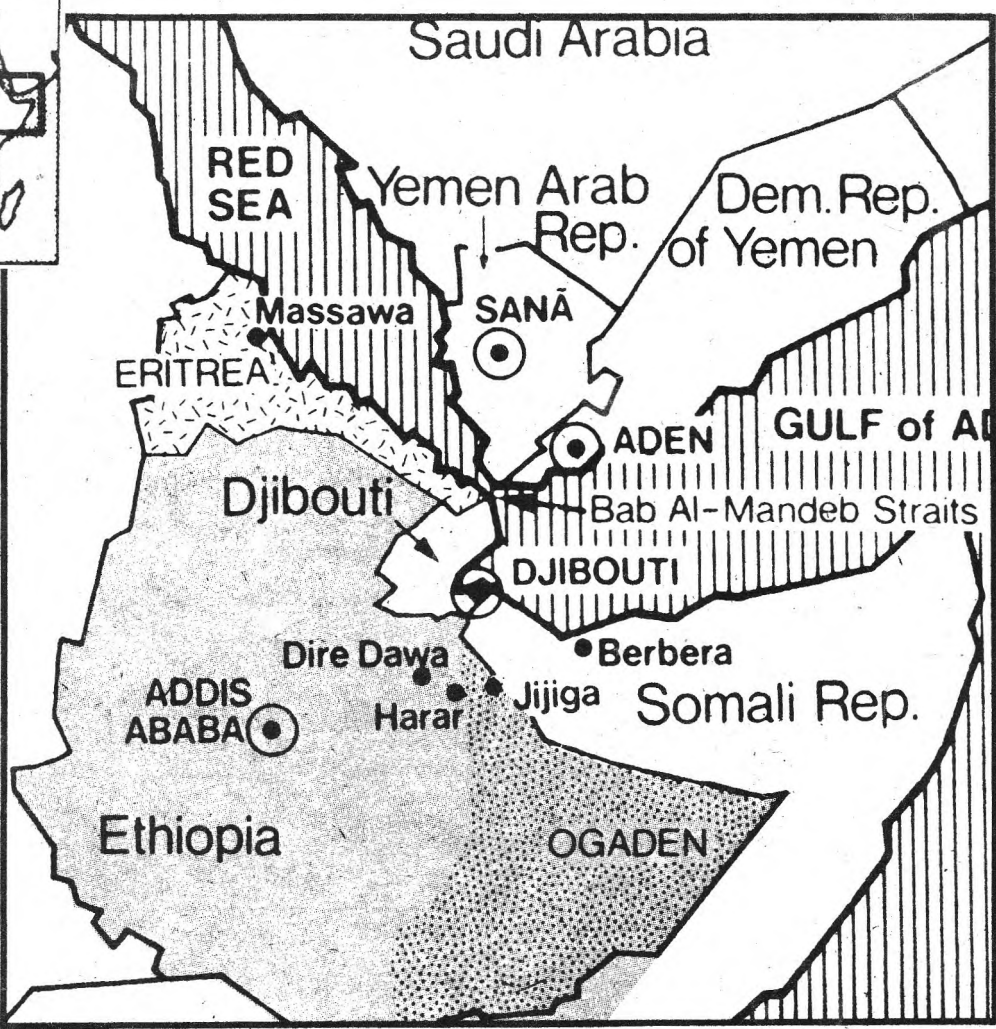 Saudi Arabia
RED
SEA
Yemen Arab
Rep.
Dem. Rep.
of Yemen
Massawa
SANĀ
ERITREA
ADEN
GULF of AD
Djibouti
Bab Al-Mandeb Straits
DJIBOUTI
Dire Dawa
Berbera
ADDIS
ABABA
Harar
Jijiga
Somali Rep.
Ethiopia
OGADEN